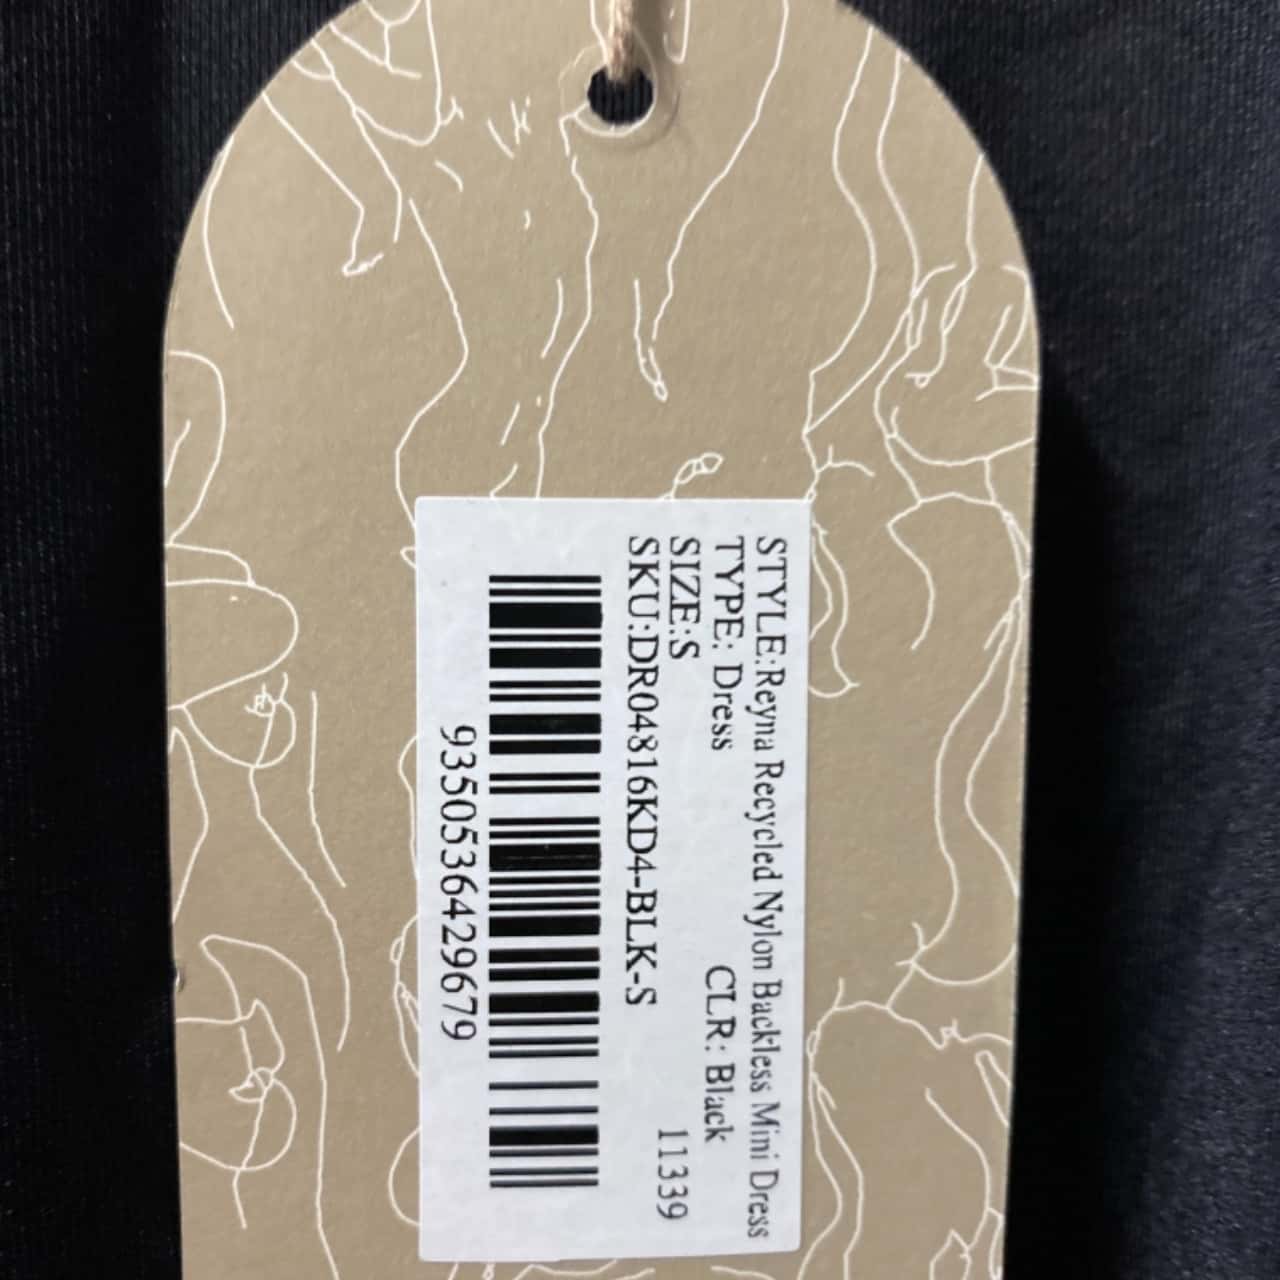 STYLE:Reyna Recycled Nylon Backless Mini Dress
TYPE: Dress CLR: Black
SIZE:S 11339
SKU:DR04816KD4-BLK-S
9350536429679